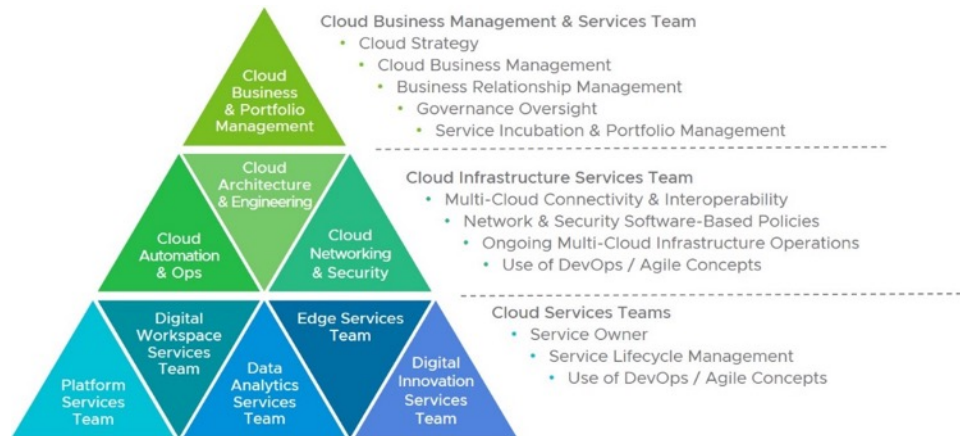 Cloud
Business
& Portfolio
Management
Cloud Business Management & Services Team
• Cloud Strategy
• Cloud Business Management
• Business Relationship Management
• Governance Oversight
• Service Incubation & Portfolio Management
Cloud
Automation
& Ops
Cloud
Architecture
& Engineering
Cloud
Networking
& Security
Cloud Infrastructure Services Team
• Multi-Cloud Connectivity & Interoperability
• Network & Security Software-Based Policies
• Ongoing Multi-Cloud Infrastructure Operations
• Use of DevOps / Agile Concepts
Platform
Services
Team
Digital
Workspace
Services
Team
Data
Analytics
Services
Team
Edge Services
Team
Digital
Innovation
Services
Team
Cloud Services Teams
• Service Owner
• Service Lifecycle Management
• Use of DevOps / Agile Concepts